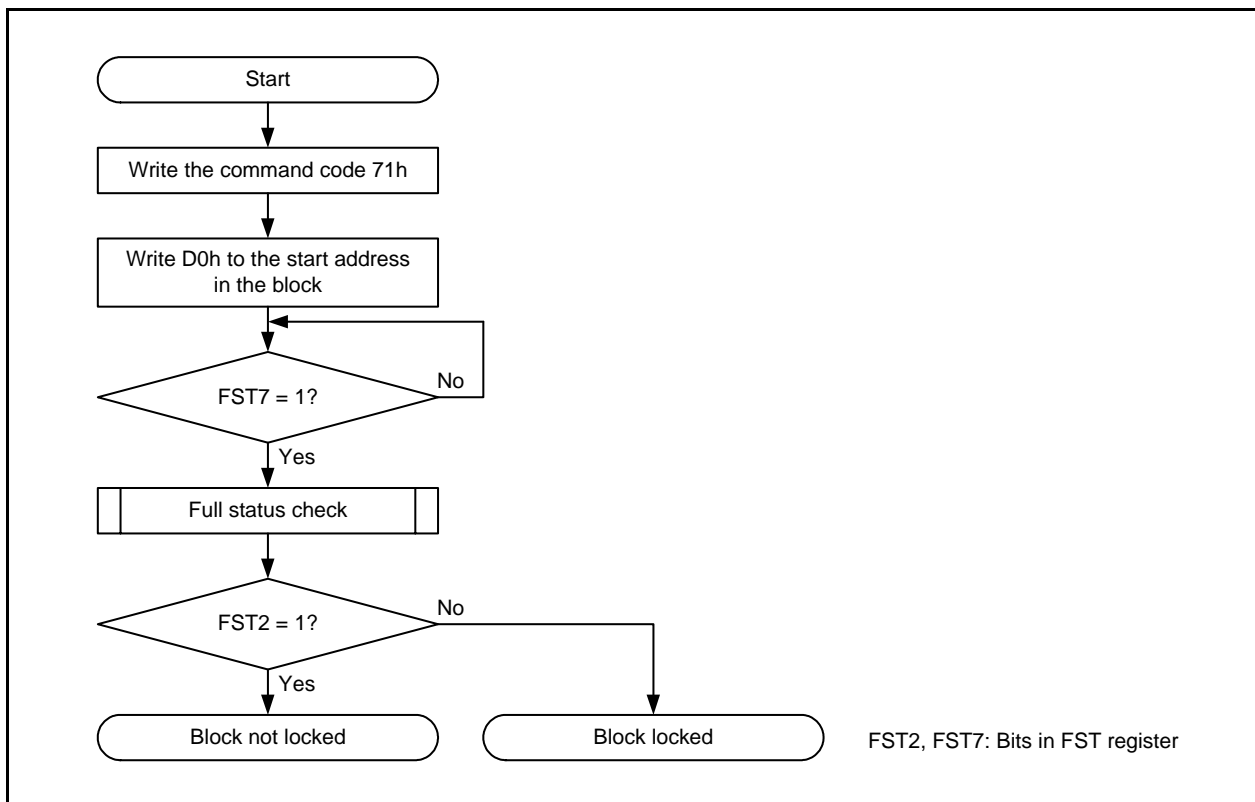 Start
Write the command code 71h
Write D0h to the start address
in the block
FST7 = 1?
No
Yes
Full status check
FST2 = 1?
No
Yes
Block not locked
Block locked
FST2, FST7: Bits in FST register